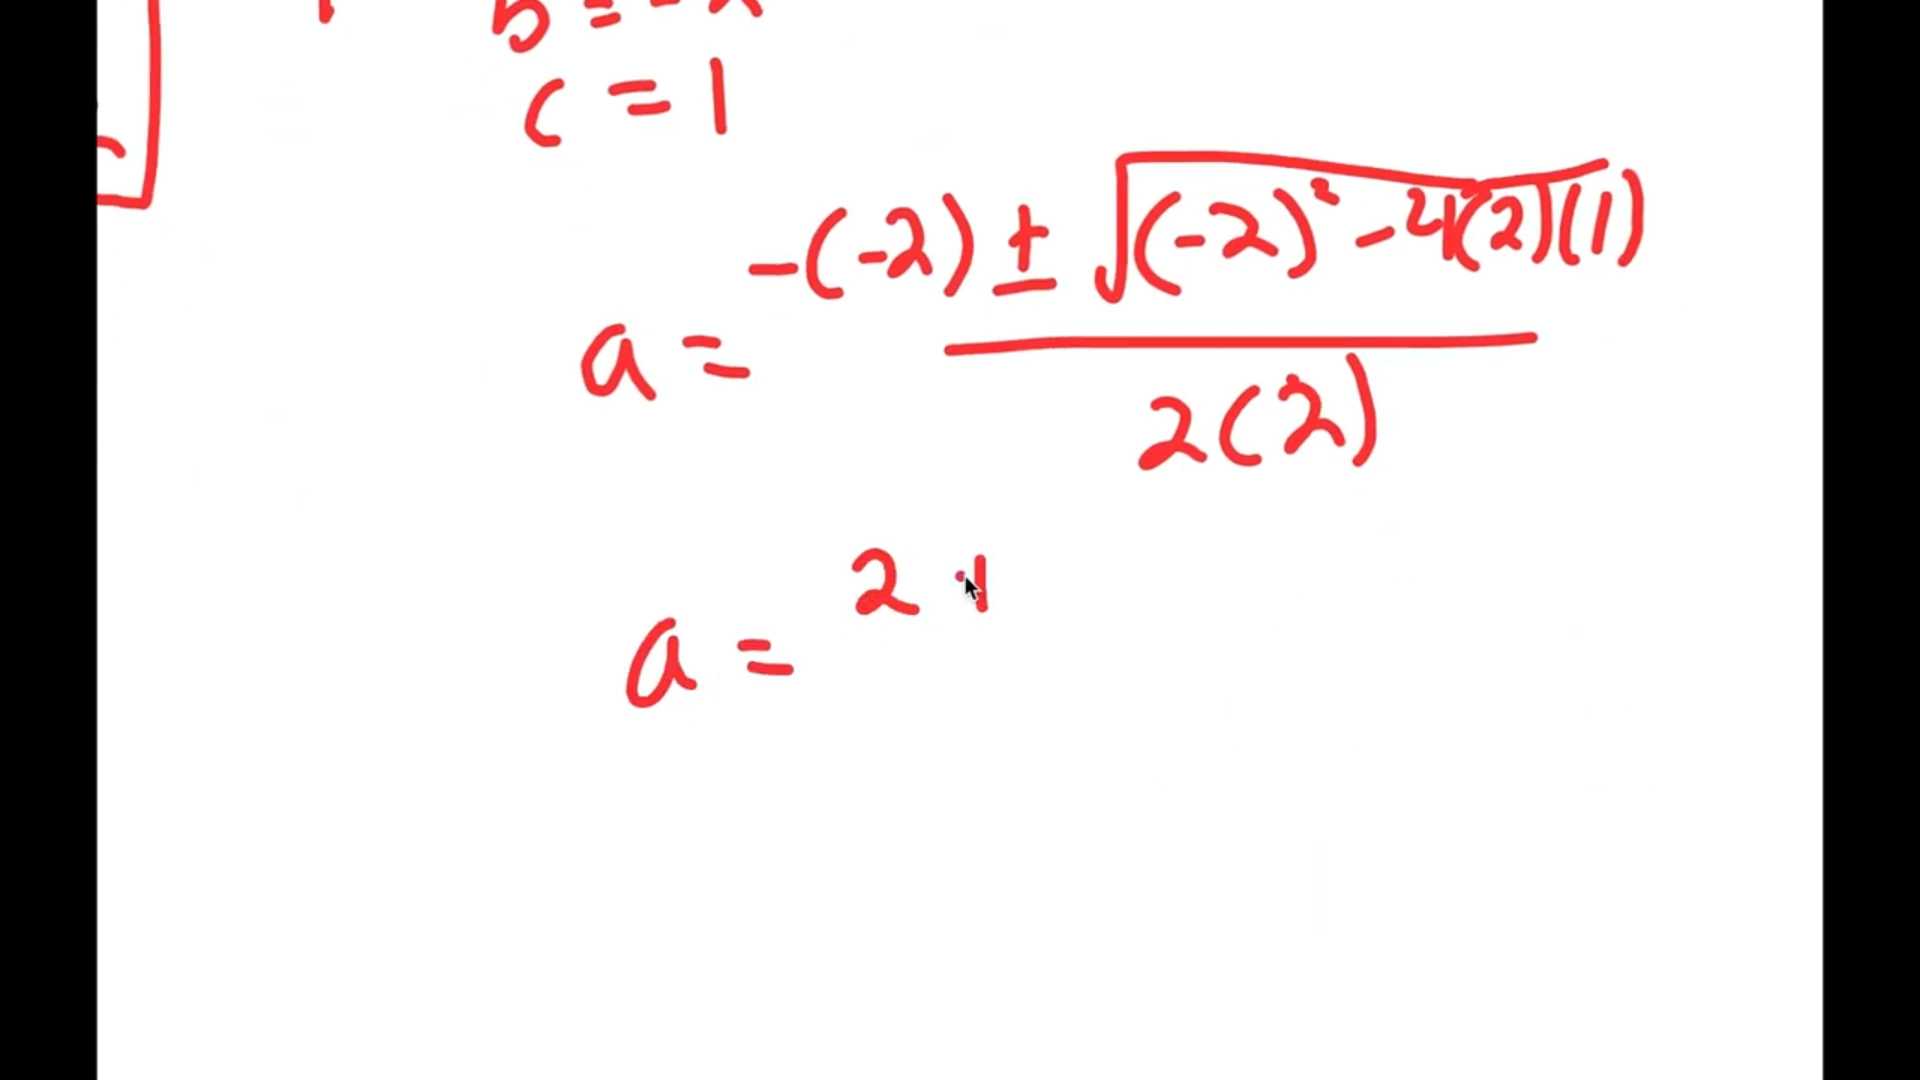 c = 1
a = -(-2) ± √(-2)² - 4(2)(1) / 2(2)
a = 2